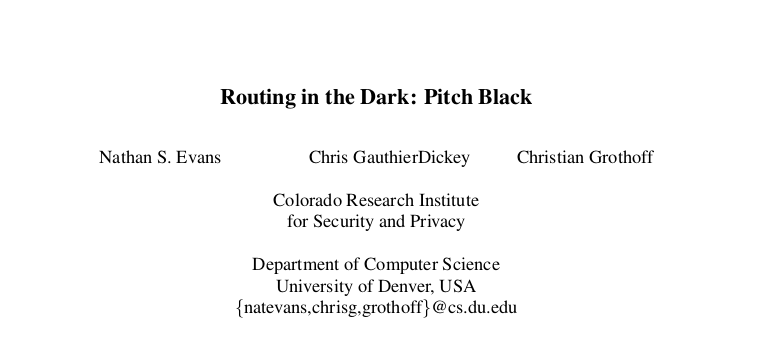 Routing in the Dark: Pitch Black
Nathan S. Evans Chris GauthierDickey Christian Grothoff
Colorado Research Institute
for Security and Privacy
Department of Computer Science
University of Denver, USA
{natevans,chrisg,grothoff}@cs.du.edu